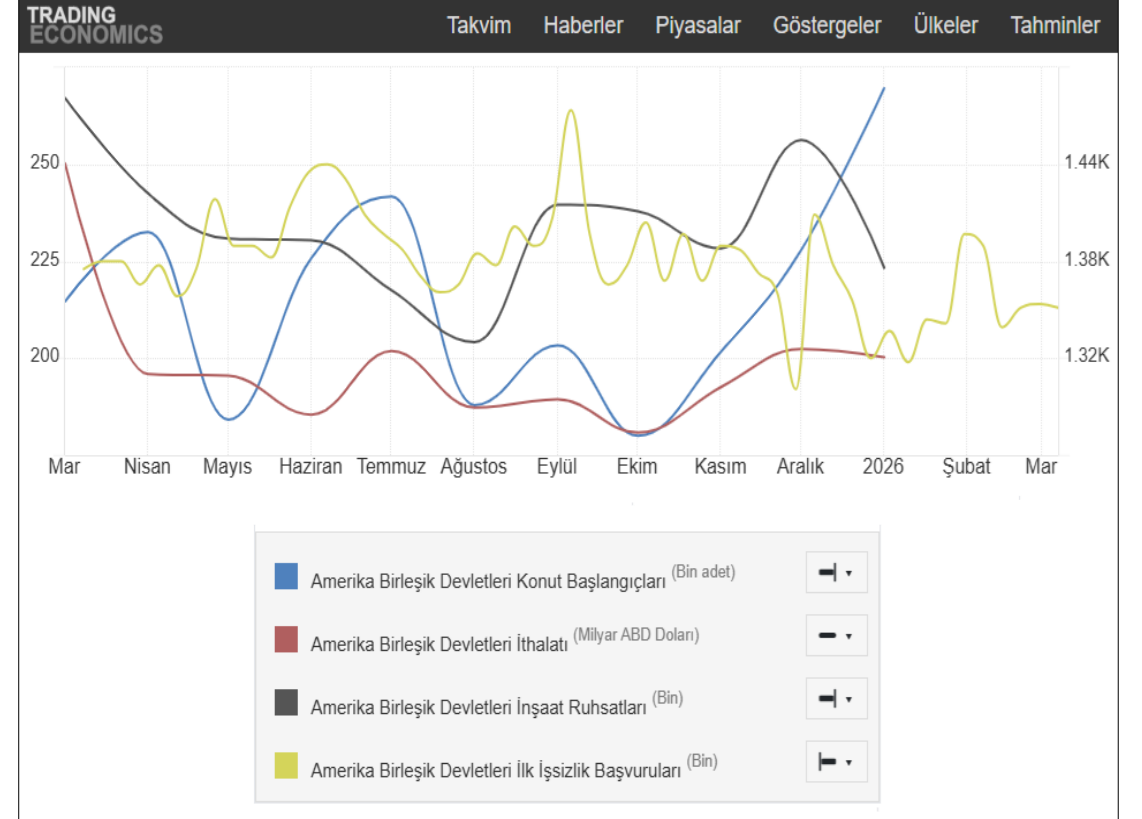 TRADING
ECONOMICS
Takvim Haberler Piyasalar Göstergeler Ülkeler Tahminler
250 1.44K
225 1.38K
200 1.32K
Mar Nisan Mayıs Haziran Temmuz Ağustos Eylül Ekim Kasım Aralık 2026 Şubat Mar
Amerika Birleşik Devletleri Konut Başlangıçları (Bin adet)
Amerika Birleşik Devletleri İthalatı (Milyar ABD Doları)
Amerika Birleşik Devletleri İnşaat Ruhsatları (Bin)
Amerika Birleşik Devletleri İlk İşsizlik Başvuruları (Bin)